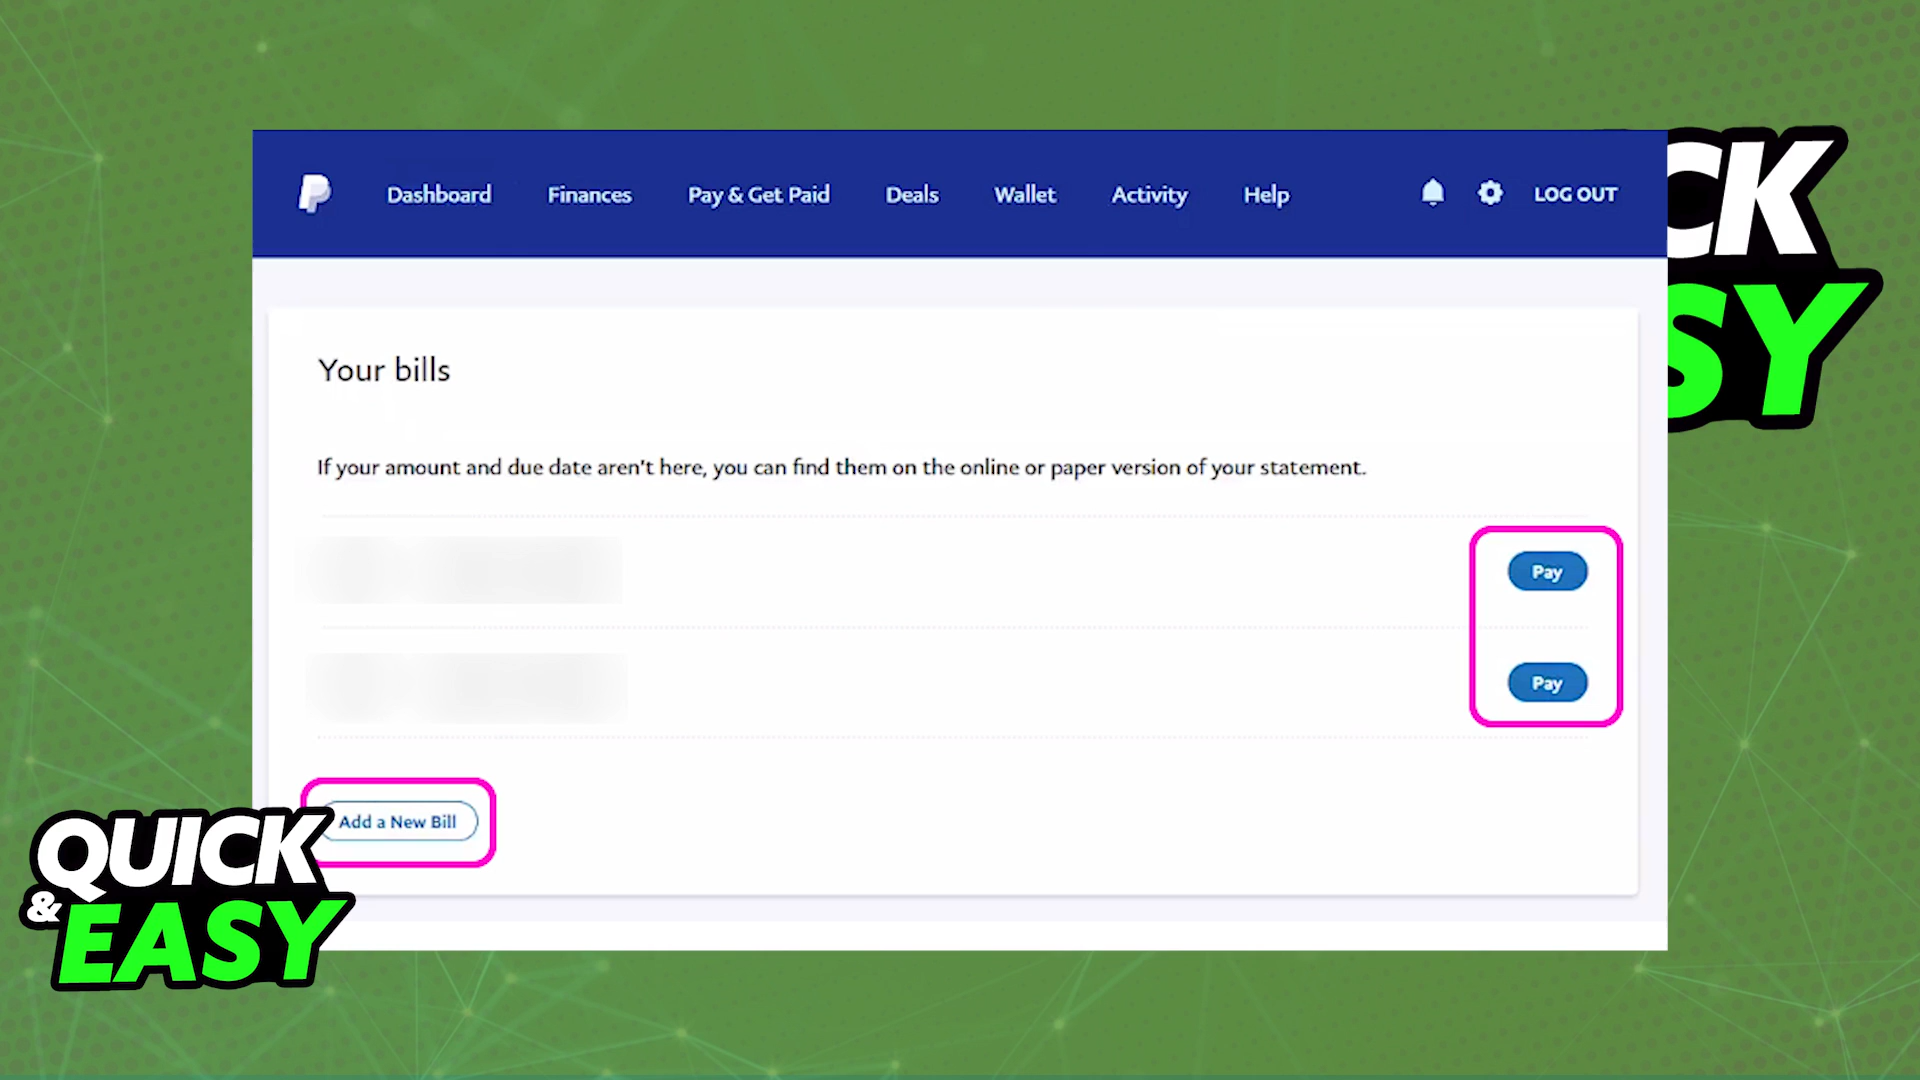 Dashboard Finances Pay & Get Paid Deals Wallet Activity Help LOG OUT
CK
SY
Your bills
If your amount and due date aren't here, you can find them on the online or paper version of your statement.
Pay
Pay
Add a New Bill
QUICK
& EASY